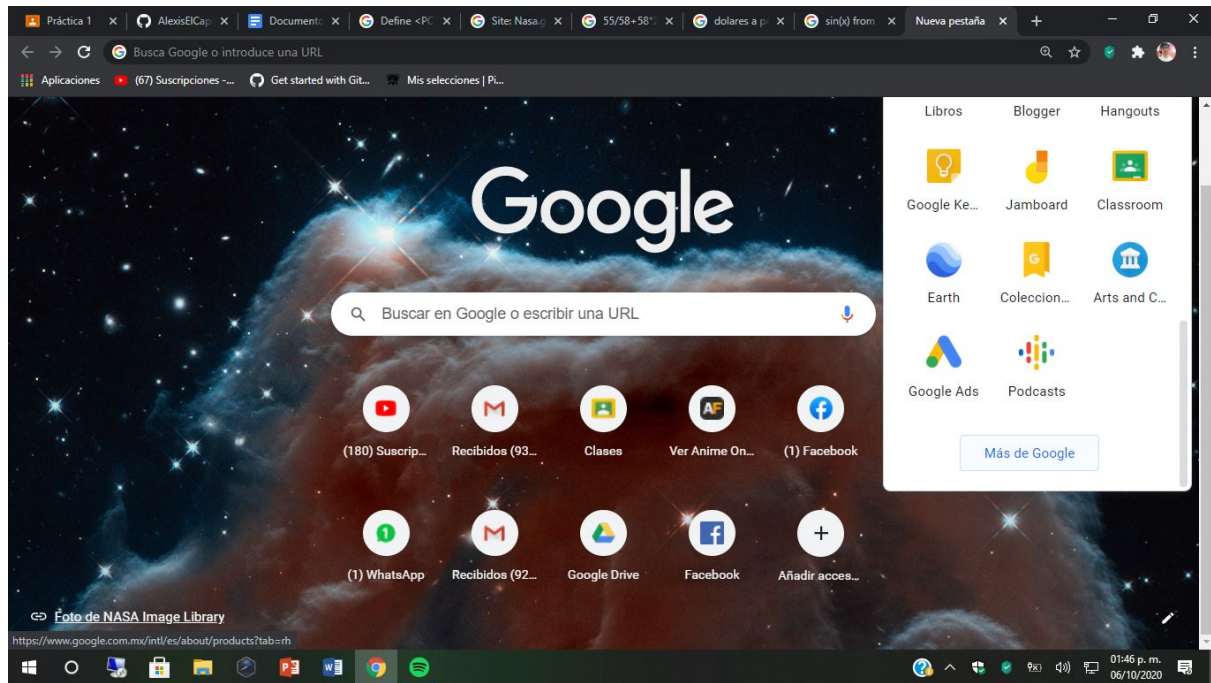 Práctica 1
AlexisElCap
Documento
Define <PC
Site: Nasa.g
55/58+58*2
dolares a p
sin(x) from
Nueva pestaña
Busca Google o introduce una URL
Aplicaciones
(67) Suscripciones -...
Get started with Git...
Mis selecciones | Pi...
Libros Blogger Hangouts
Google Ke... Jamboard Classroom
Earth Coleccion... Arts and C...
Google Ads Podcasts
Más de Google
Google
Buscar en Google o escribir una URL
(180) Suscrip... Recibidos (93... Clases Ver Anime On... (1) Facebook
(1) WhatsApp Recibidos (92... Google Drive Facebook Añadir acces...
Foto de NASA Image Library
https://www.google.com.mx/intl/es/about/products?tab=rh
01:46 p. m.
06/10/2020